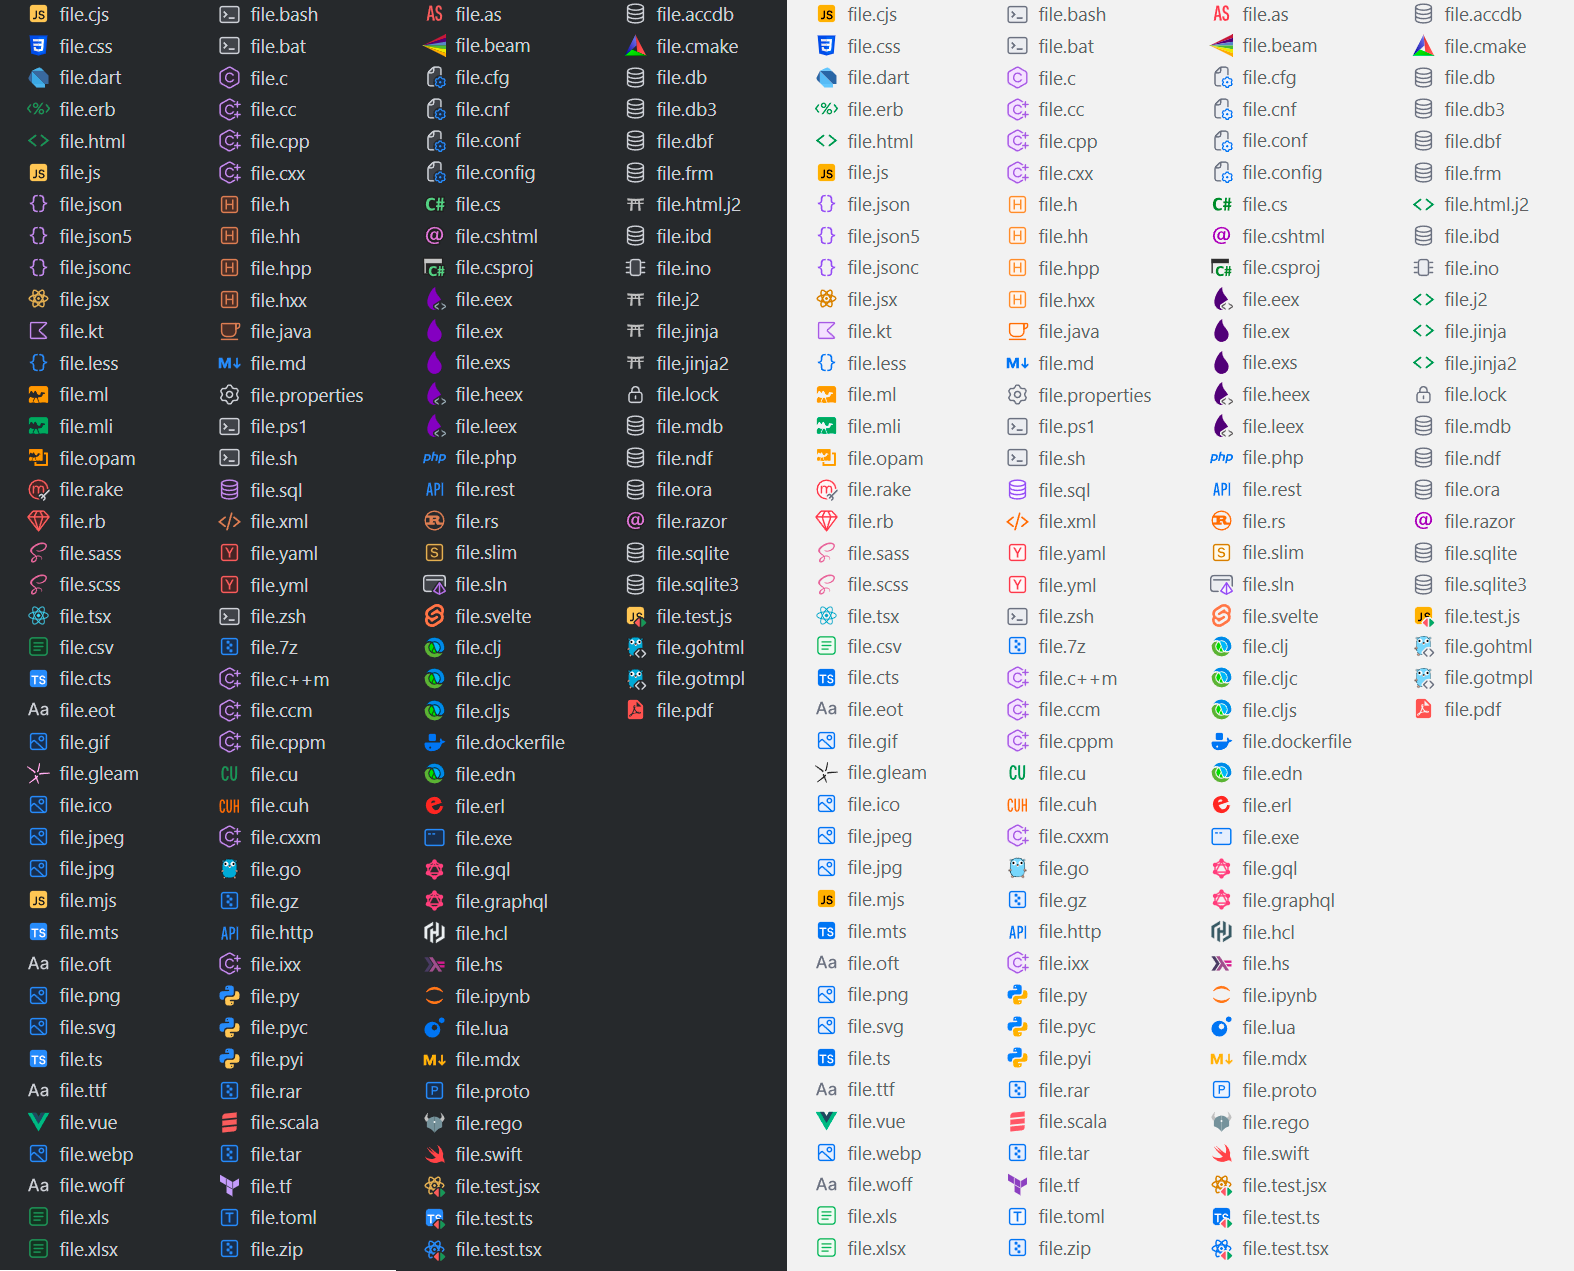 JS file.cjs
file.css
file.dart
<%> file.erb
<> file.html
JS file.js
{} file.json
{} file.json5
{} file.jsonc
file.jsx
file.kt
{} file.less
file.ml
file.mli
file.opam
file.rake
file.rb
file.sass
file.scss
file.tsx
file.csv
TS file.cts
Aa file.eot
file.gif
file.gleam
file.ico
file.jpeg
file.jpg
JS file.mjs
TS file.mts
Aa file.oft
file.png
file.svg
TS file.ts
Aa file.ttf
file.vue
file.webp
Aa file.woff
file.xls
file.xlsx
file.bash
file.bat
C file.c
C+ file.cc
C+ file.cpp
C+ file.cxx
H file.h
H file.hh
H file.hpp
H file.hxx
file.java
M↓ file.md
file.properties
file.ps1
file.sh
file.sql
</> file.xml
Y file.yaml
Y file.yml
file.zsh
file.7z
C+ file.c++m
C+ file.ccm
C+ file.cppm
CU file.cu
CUH file.cuh
C+ file.cxxm
file.go
file.gz
API file.http
C+ file.ixx
file.py
file.pyc
file.pyi
file.rar
file.scala
file.tar
file.tf
T file.toml
file.zip
AS file.as
file.beam
file.cfg
file.cnf
file.conf
file.config
C# file.cs
@ file.cshtml
C# file.csproj
file.eex
file.ex
file.exs
file.heex
file.leex
php file.php
API file.rest
R file.rs
S file.slim
file.sln
file.svelte
file.clj
file.cljc
file.cljs
file.dockerfile
file.edn
e file.erl
file.exe
file.gql
file.graphql
file.hcl
file.hs
file.ipynb
file.lua
M↓ file.mdx
P file.proto
file.rego
file.swift
file.test.jsx
TS file.test.ts
file.test.tsx
file.accdb
file.cmake
file.db
file.db3
file.dbf
file.frm
file.html.j2
file.ibd
file.ino
file.j2
file.jinja
file.jinja2
file.lock
file.mdb
file.ndf
file.ora
@ file.razor
file.sqlite
file.sqlite3
JS file.test.js
file.gohtml
file.gotmpl
file.pdf
JS file.cjs
file.css
file.dart
<%> file.erb
<> file.html
JS file.js
{} file.json
{} file.json5
{} file.jsonc
file.jsx
file.kt
{} file.less
file.ml
file.mli
file.opam
file.rake
file.rb
file.sass
file.scss
file.tsx
file.csv
TS file.cts
Aa file.eot
file.gif
file.gleam
file.ico
file.jpeg
file.jpg
JS file.mjs
TS file.mts
Aa file.oft
file.png
file.svg
TS file.ts
Aa file.ttf
file.vue
file.webp
Aa file.woff
file.xls
file.xlsx
file.bash
file.bat
C file.c
C+ file.cc
C+ file.cpp
C+ file.cxx
H file.h
H file.hh
H file.hpp
H file.hxx
file.java
M↓ file.md
file.properties
file.ps1
file.sh
file.sql
</> file.xml
Y file.yaml
Y file.yml
file.zsh
file.7z
C+ file.c++m
C+ file.ccm
C+ file.cppm
CU file.cu
CUH file.cuh
C+ file.cxxm
file.go
file.gz
API file.http
C+ file.ixx
file.py
file.pyc
file.pyi
file.rar
file.scala
file.tar
file.tf
T file.toml
file.zip
AS file.as
file.beam
file.cfg
file.cnf
file.conf
file.config
C# file.cs
@ file.cshtml
C# file.csproj
file.eex
file.ex
file.exs
file.heex
file.leex
php file.php
API file.rest
R file.rs
S file.slim
file.sln
file.svelte
file.clj
file.cljc
file.cljs
file.dockerfile
file.edn
e file.erl
file.exe
file.gql
file.graphql
file.hcl
file.hs
file.ipynb
file.lua
M↓ file.mdx
P file.proto
file.rego
file.swift
file.test.jsx
TS file.test.ts
file.test.tsx
file.accdb
file.cmake
file.db
file.db3
file.dbf
file.frm
<> file.html.j2
file.ibd
file.ino
<> file.j2
<> file.jinja
<> file.jinja2
file.lock
file.mdb
file.ndf
file.ora
@ file.razor
file.sqlite
file.sqlite3
JS file.test.js
file.gohtml
file.gotmpl
file.pdf